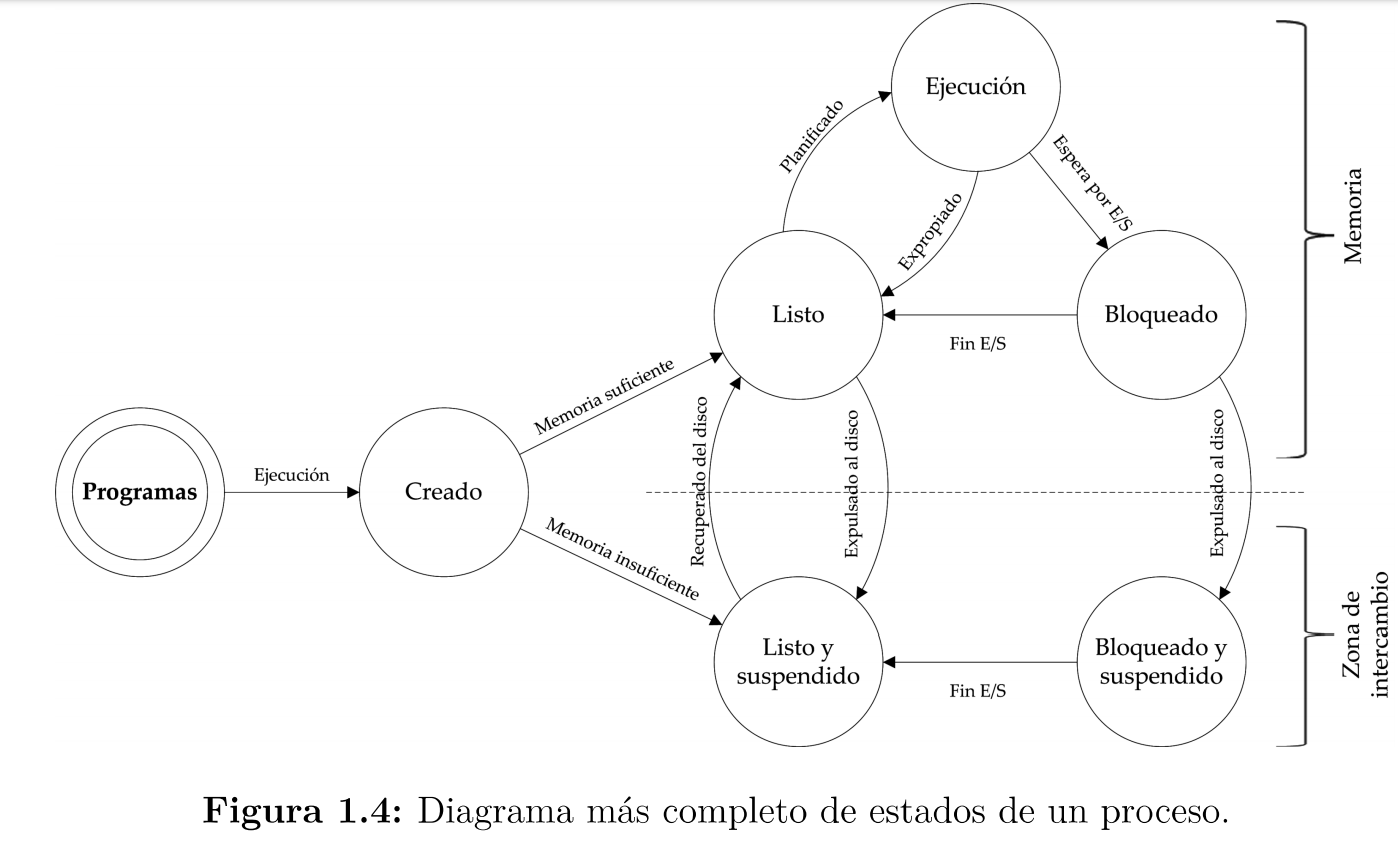 Ejecución
Planificado
Espera por E/S
Expropiado
Memoria
Listo
Bloqueado
Fin E/S
Memoria suficiente
Recuperado del disco
Expulsado al disco
Expulsado al disco
Programas
Ejecución
Creado
Memoria insuficiente
Listo y
suspendido
Bloqueado y
suspendido
Fin E/S
Zona de
intercambio
Figura 1.4: Diagrama más completo de estados de un proceso.